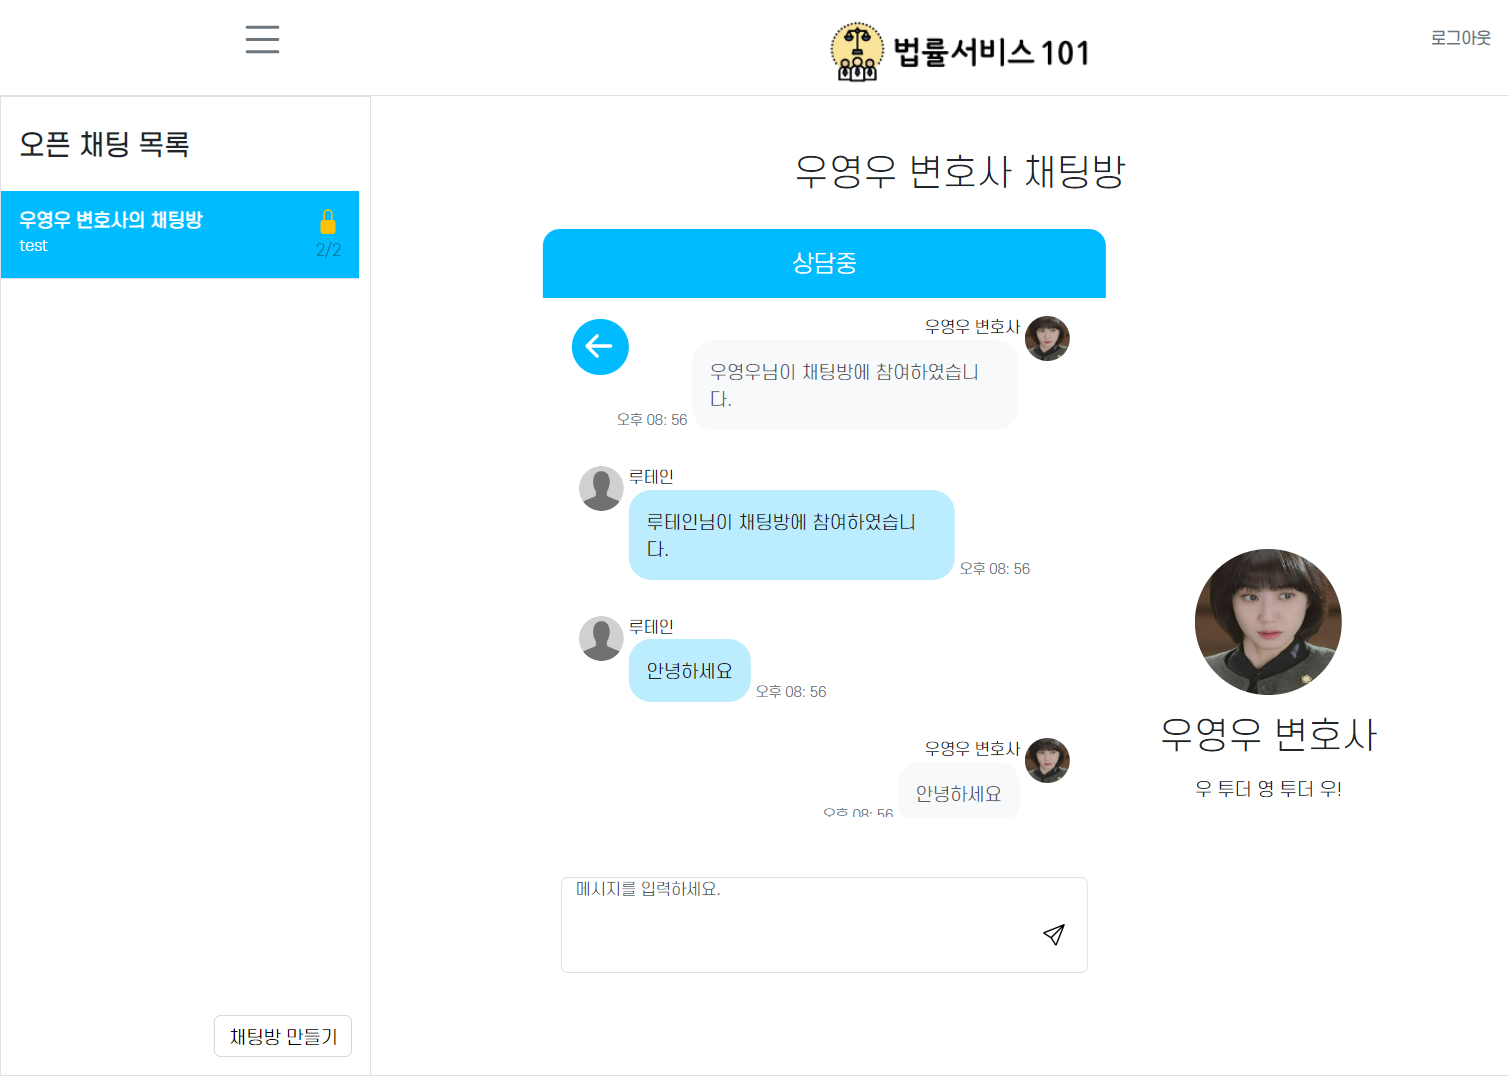 법률서비스 101
로그아웃
오픈 채팅 목록
우영우 변호사의 채팅방
test
2/2
채팅방 만들기
우영우 변호사 채팅방
상담중
우영우 변호사
우영우님이 채팅방에 참여하였습니
다.
오후 08: 56
루테인
루테인님이 채팅방에 참여하였습니
다.
오후 08: 56
루테인
안녕하세요
오후 08: 56
우영우 변호사
안녕하세요
오후 08: 56
메시지를 입력하세요.
우영우 변호사
우 투더 영 투더 우!